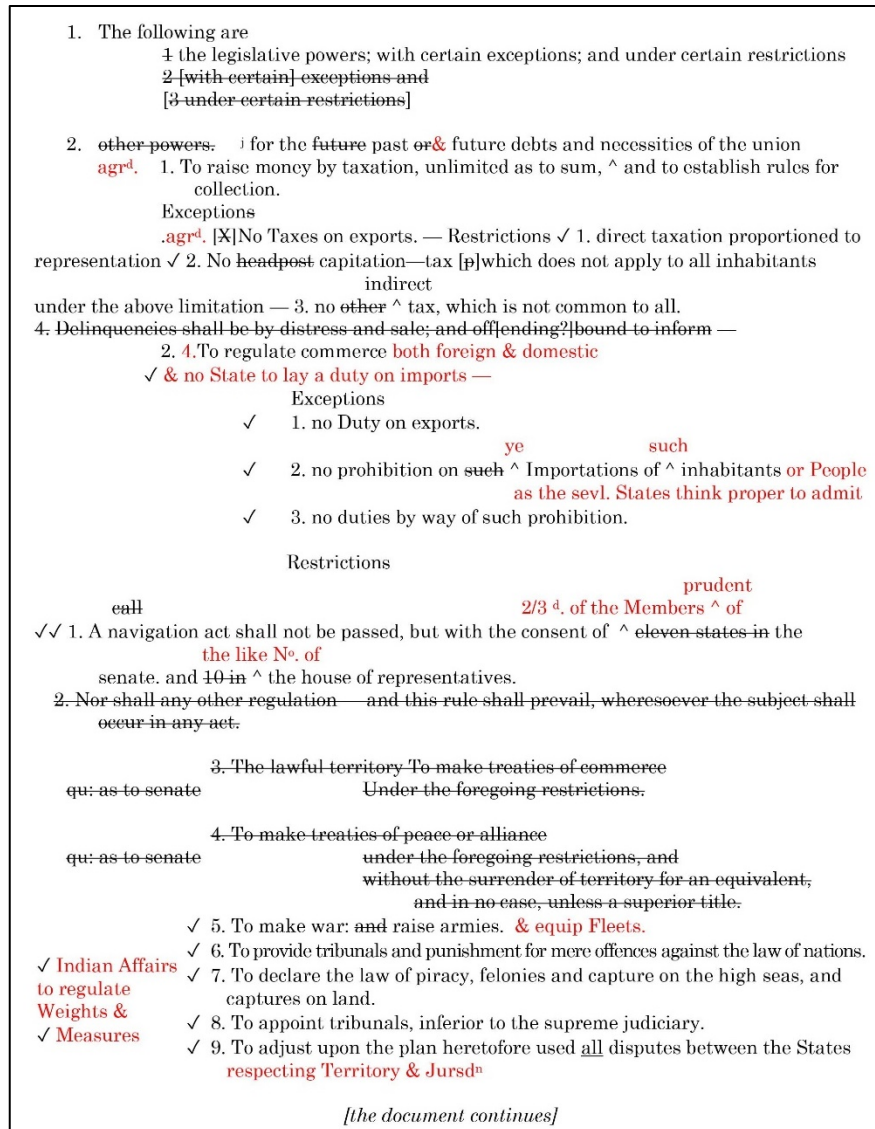 1. The following are
1 the legislative powers; with certain exceptions; and under certain restrictions
2 [with certain] exceptions and
[3 under certain restrictions]
2. other powers. j for the future past or& future debts and necessities of the union
agrd. 1. To raise money by taxation, unlimited as to sum, ^ and to establish rules for
collection.
Exceptions
.agrd. [X]No Taxes on exports. — Restrictions ✓ 1. direct taxation proportioned to
representation ✓ 2. No headpost capitation—tax [p]which does not apply to all inhabitants
indirect
under the above limitation — 3. no other ^ tax, which is not common to all.
4. Delinquencies shall be by distress and sale; and off[ending?]bound to inform —
2. 4.To regulate commerce both foreign & domestic
✓ & no State to lay a duty on imports —
Exceptions
✓ 1. no Duty on exports.
ye such
✓ 2. no prohibition on such ^ Importations of ^ inhabitants or People
as the sevl. States think proper to admit
✓ 3. no duties by way of such prohibition.
Restrictions
prudent
call 2/3 d. of the Members ^ of
✓✓ 1. A navigation act shall not be passed, but with the consent of ^ eleven states in the
the like No. of
senate. and 10 in ^ the house of representatives.
2. Nor shall any other regulation — and this rule shall prevail, wheresoever the subject shall
occur in any act.
3. The lawful territory To make treaties of commerce
qu: as to senate Under the foregoing restrictions.
4. To make treaties of peace or alliance
qu: as to senate under the foregoing restrictions, and
without the surrender of territory for an equivalent,
and in no case, unless a superior title.
✓ 5. To make war: and raise armies. & equip Fleets.
✓ 6. To provide tribunals and punishment for mere offences against the law of nations.
✓ Indian Affairs
to regulate
Weights &
✓ Measures
✓ 7. To declare the law of piracy, felonies and capture on the high seas, and
captures on land.
✓ 8. To appoint tribunals, inferior to the supreme judiciary.
✓ 9. To adjust upon the plan heretofore used all disputes between the States
respecting Territory & Jursdn
[the document continues]